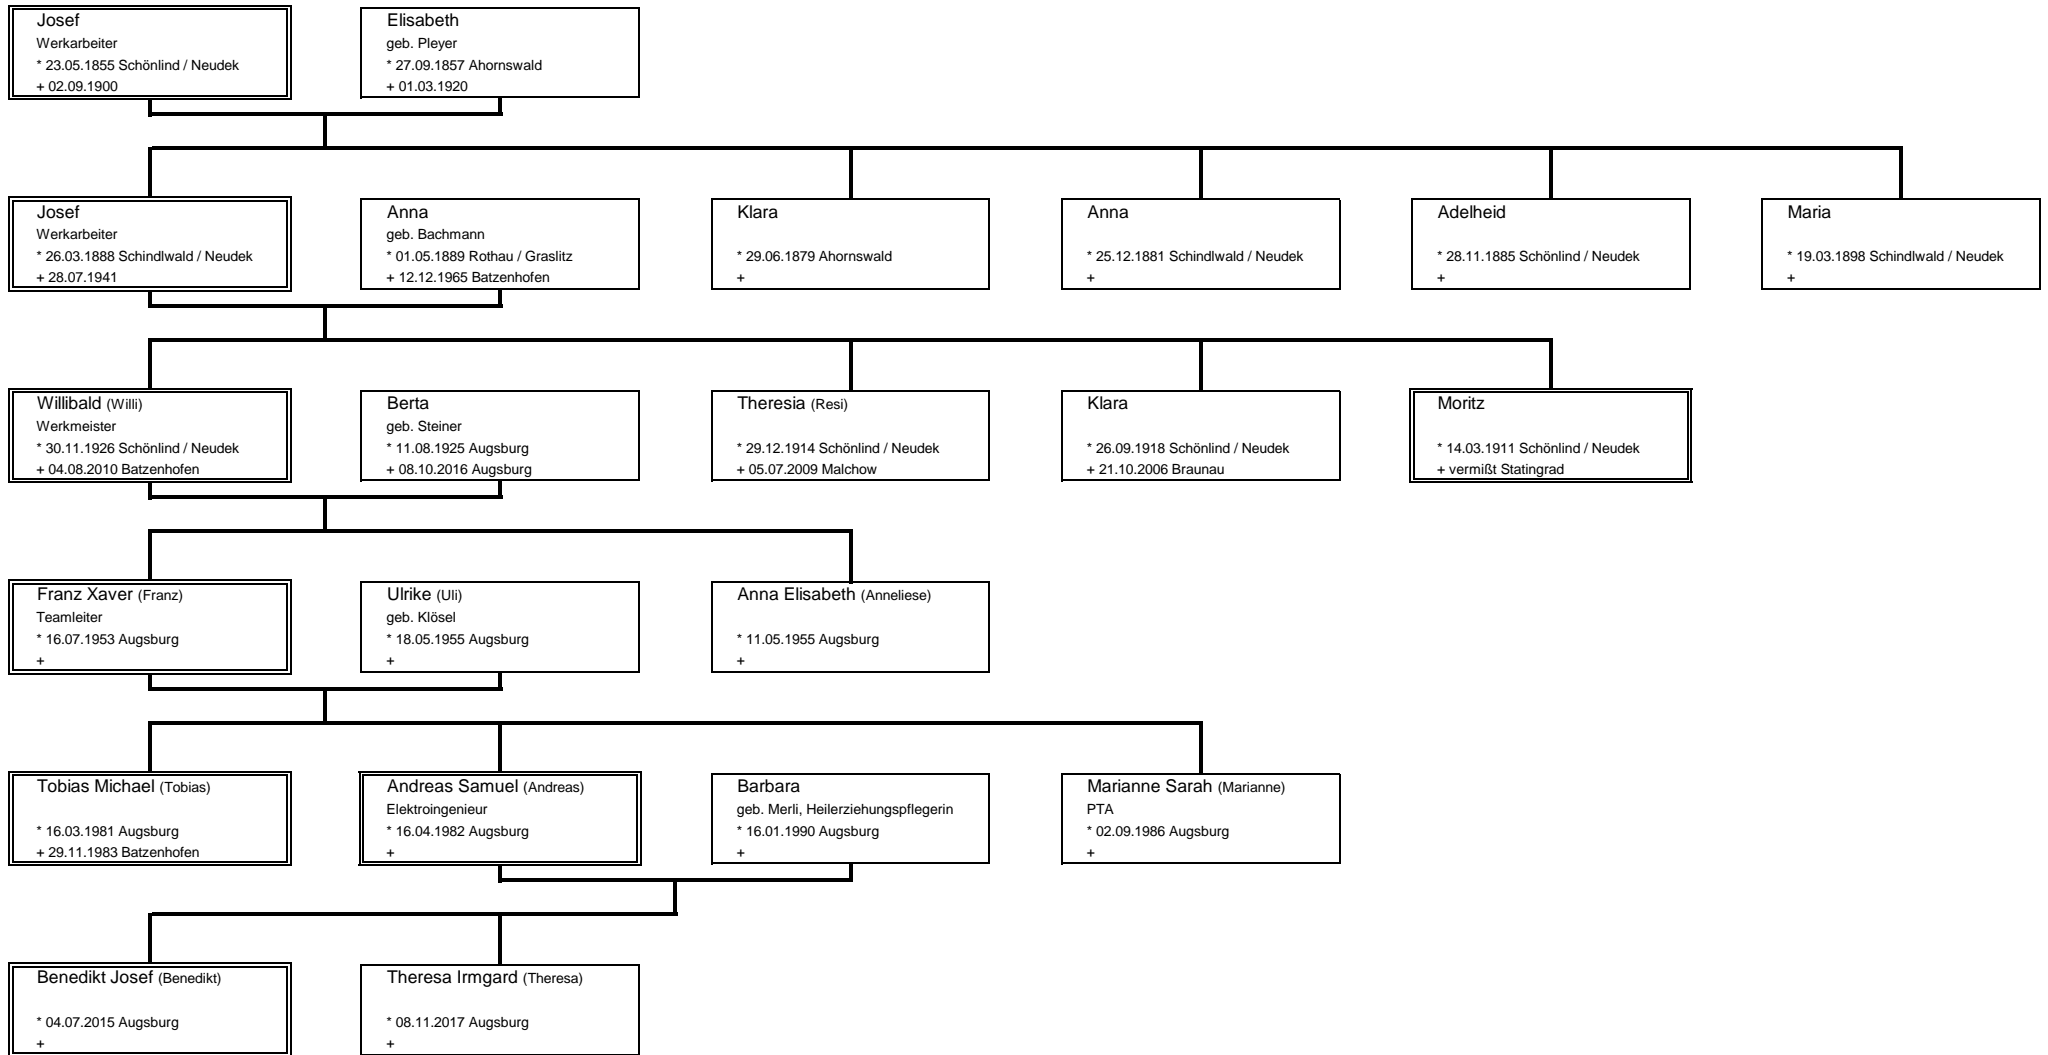 Josef
Werkarbeiter
* 23.05.1855 Schönlind / Neudek
+ 02.09.1900
Elisabeth
geb. Pleyer
* 27.09.1857 Ahornswald
+ 01.03.1920
Josef
Werkarbeiter
* 26.03.1888 Schindlwald / Neudek
+ 28.07.1941
Anna
geb. Bachmann
* 01.05.1889 Rothau / Graslitz
+ 12.12.1965 Batzenhofen
Klara
* 29.06.1879 Ahornswald
+
Anna
* 25.12.1881 Schindlwald / Neudek
+
Adelheid
* 28.11.1885 Schönlind / Neudek
+
Maria
* 19.03.1898 Schindlwald / Neudek
+
Willibald (Willi)
Werkmeister
* 30.11.1926 Schönlind / Neudek
+ 04.08.2010 Batzenhofen
Berta
geb. Steiner
* 11.08.1925 Augsburg
+ 08.10.2016 Augsburg
Theresia (Resi)
* 29.12.1914 Schönlind / Neudek
+ 05.07.2009 Malchow
Klara
* 26.09.1918 Schönlind / Neudek
+ 21.10.2006 Braunau
Moritz
* 14.03.1911 Schönlind / Neudek
+ vermißt Statingrad
Franz Xaver (Franz)
Teamleiter
* 16.07.1953 Augsburg
+
Ulrike (Uli)
geb. Klösel
* 18.05.1955 Augsburg
+
Anna Elisabeth (Anneliese)
* 11.05.1955 Augsburg
+
Tobias Michael (Tobias)
* 16.03.1981 Augsburg
+ 29.11.1983 Batzenhofen
Andreas Samuel (Andreas)
Elektroingenieur
* 16.04.1982 Augsburg
+
Barbara
geb. Merli, Heilerziehungspflegerin
* 16.01.1990 Augsburg
+
Marianne Sarah (Marianne)
PTA
* 02.09.1986 Augsburg
+
Benedikt Josef (Benedikt)
* 04.07.2015 Augsburg
+
Theresa Irmgard (Theresa)
* 08.11.2017 Augsburg
+